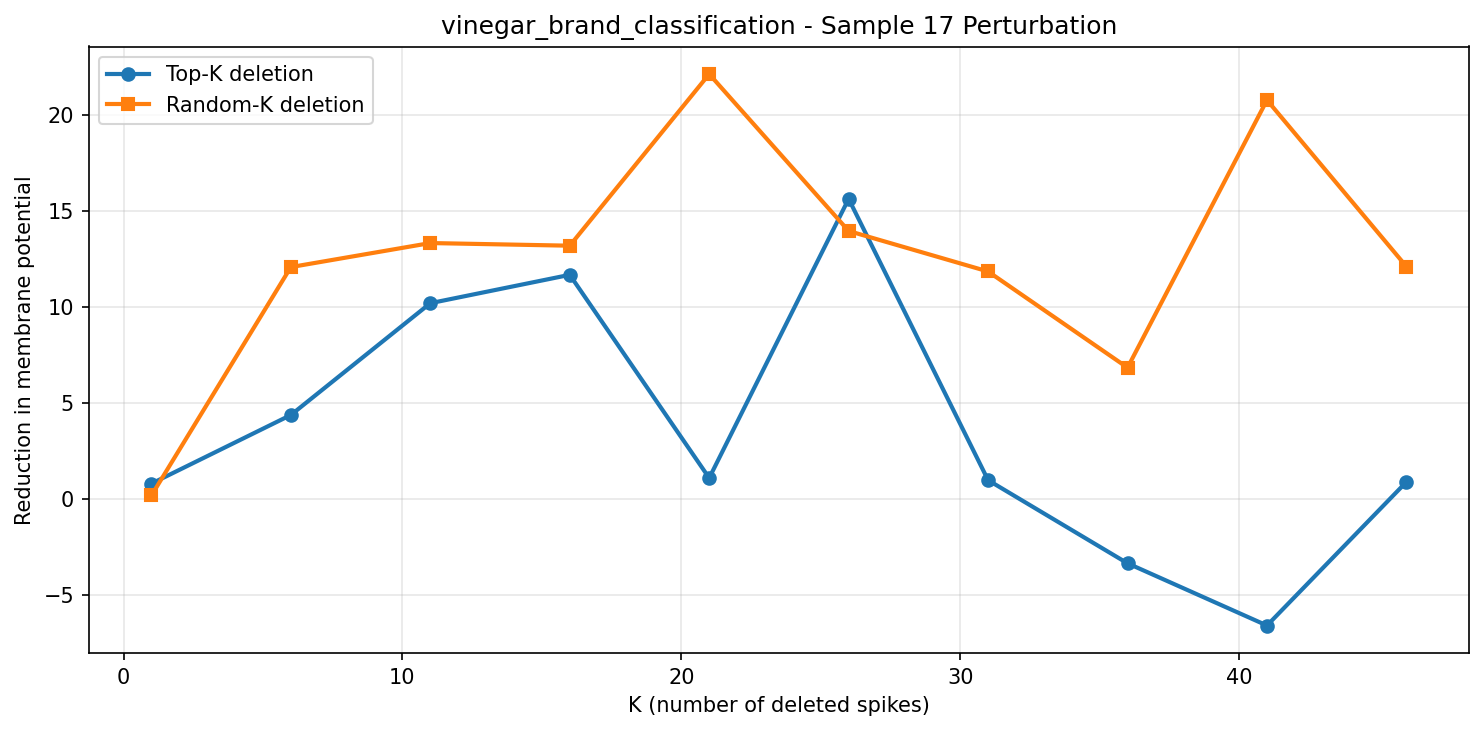 vinegar_brand_classification - Sample 17 Perturbation
Top-K deletion
Random-K deletion
Reduction in membrane potential
20
15
10
5
0
−5
0
10
20
30
40
K (number of deleted spikes)